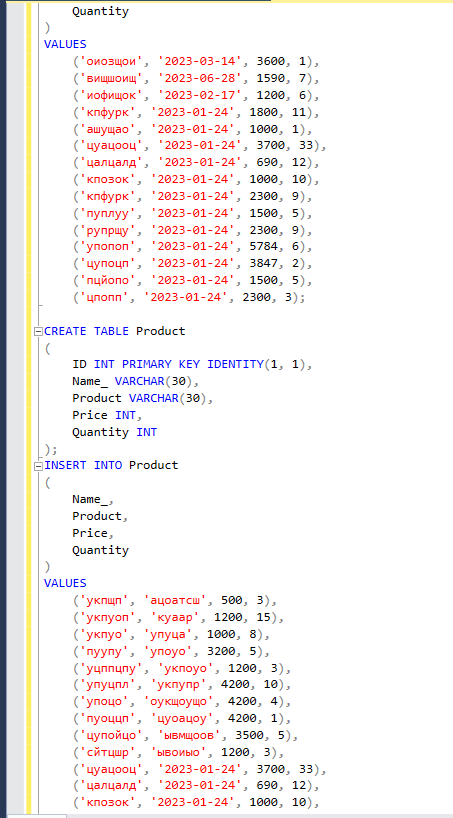 Quantity
)
VALUES
('оиозщои', '2023-03-14', 3600, 1),
('вищшоищ', '2023-06-28', 1590, 7),
('иофищок', '2023-02-17', 1200, 6),
('кпфурк', '2023-01-24', 1800, 11),
('ашущао', '2023-01-24', 1000, 1),
('цуацооц', '2023-01-24', 3700, 33),
('цалцалд', '2023-01-24', 690, 12),
('кпозок', '2023-01-24', 1000, 10),
('кпфурк', '2023-01-24', 2300, 9),
('пуплуу', '2023-01-24', 1500, 5),
('рупрщу', '2023-01-24', 2300, 9),
('упопоп', '2023-01-24', 5784, 6),
('цупоцп', '2023-01-24', 3847, 2),
('пцйопо', '2023-01-24', 1500, 5),
('цпопп', '2023-01-24', 2300, 3);
CREATE TABLE Product
(
ID INT PRIMARY KEY IDENTITY(1, 1),
Name_ VARCHAR(30),
Product VARCHAR(30),
Price INT,
Quantity INT
);
INSERT INTO Product
(
Name_,
Product,
Price,
Quantity
)
VALUES
('укпщп', 'ацоатсш', 500, 3),
('укпуоп', 'куаар', 1200, 15),
('укпуо', 'упуца', 1000, 8),
('пуупу', 'упоуо', 3200, 5),
('уцппцпу', 'укпоуо', 1200, 3),
('упуцпл', 'укпупр', 4200, 10),
('упоцо', 'оукщоущо', 4200, 4),
('пуоццп', 'цуоацоу', 4200, 1),
('цупойцо', 'ывмщоов', 3500, 5),
('сйтцшр', 'ывоиыо', 1200, 3),
('цуацооц', '2023-01-24', 3700, 33),
('цалцалд', '2023-01-24', 690, 12),
('кпозок', '2023-01-24', 1000, 10),